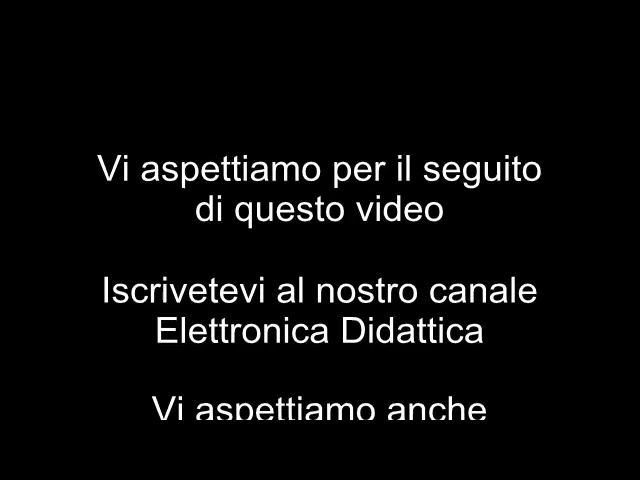 Vi aspettiamo per il seguito
di questo video
Iscrivetevi al nostro canale
Elettronica Didattica
Vi aspettiamo anche